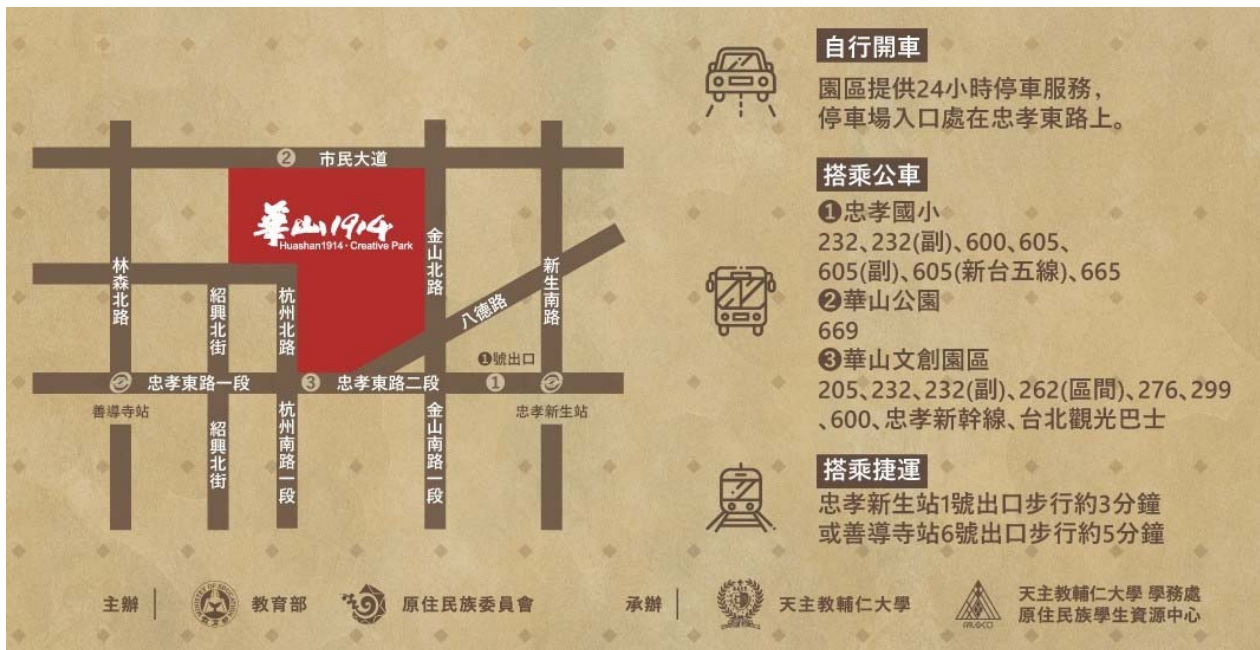 市民大道
華山1914
Huashan1914·Creative Park
林森北路
紹興北街
杭州北路
金山北路
八德路
新生南路
❶號出口
忠孝東路一段
忠孝東路二段
善導寺站
忠孝新生站
紹興北街
杭州南路一段
金山南路一段
自行開車
園區提供24小時停車服務，
停車場入口處在忠孝東路上。
搭乘公車
❶忠孝國小
232、232(副)、600、605、
605(副)、605(新台五線)、665
❷華山公園
669
❸華山文創園區
205、232、232(副)、262(區間)、276、299
、600、忠孝新幹線、台北觀光巴士
搭乘捷運
忠孝新生站1號出口步行約3分鐘
或善導寺站6號出口步行約5分鐘
主辦
教育部
原住民族委員會
承辦
天主教輔仁大學
天主教輔仁大學 學務處
原住民族學生資源中心